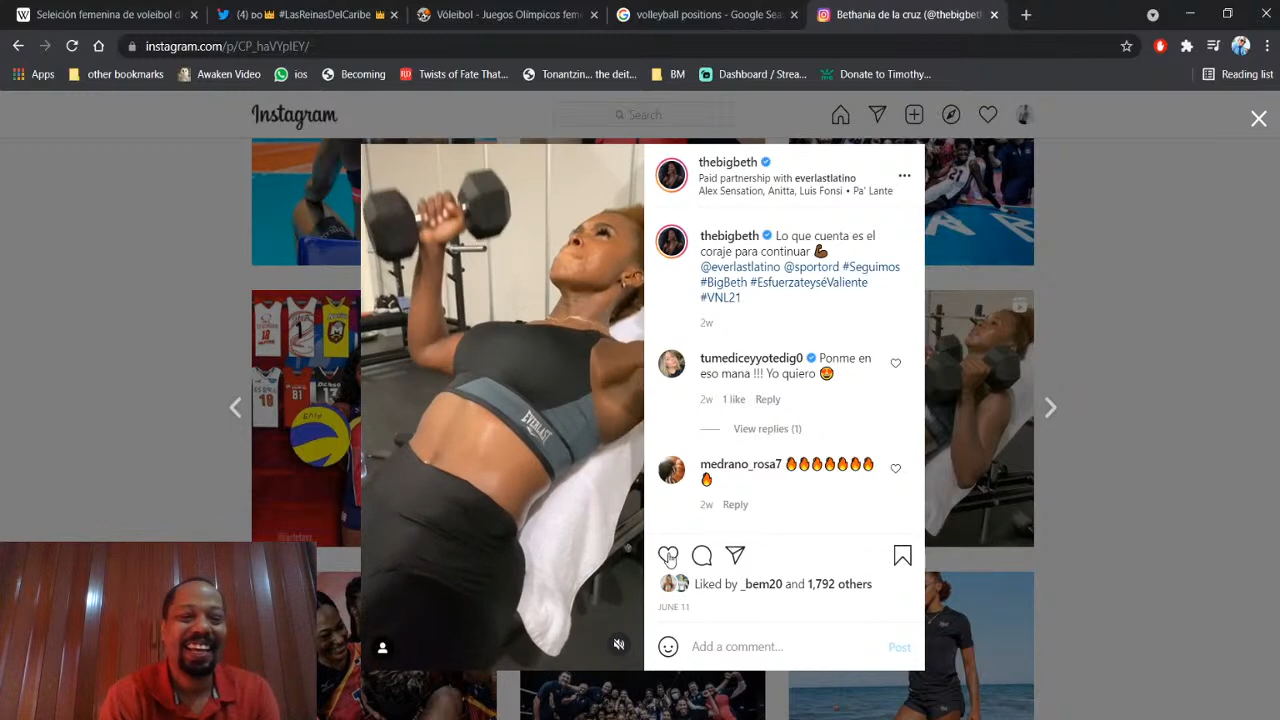 Seleición femenina de voleibol d
(4) DO 👑 #LasReinasDelCaribe 👑
Vóleibol - Juegos Olímpicos feme
volleyball positions - Google Sea
Bethania de la cruz (@thebigbeth
instagram.com/p/CP_haVYpIEY/
Apps
other bookmarks
Awaken Video
ios
Becoming
Twists of Fate That...
Tonantzin... the deit...
BM
Dashboard / Strea...
Donate to Timothy...
Reading list
Instagram
Search
thebigbeth
Paid partnership with everlastlatino
Alex Sensation, Anitta, Luis Fonsi • Pa' Lante
thebigbeth Lo que cuenta es el
coraje para continuar 💪🏿
@everlastlatino @sportord #Seguimos
#BigBeth #EsfuerzateyséValiente
#VNL21
2w
tumediceyyotedig0 Ponme en
eso mana !!! Yo quiero 😍
2w 1 like Reply
View replies (1)
medrano_rosa7 🔥🔥🔥🔥🔥🔥🔥
🔥
2w Reply
Liked by _bem20 and 1,792 others
JUNE 11
Add a comment...
Post
EVERLAST